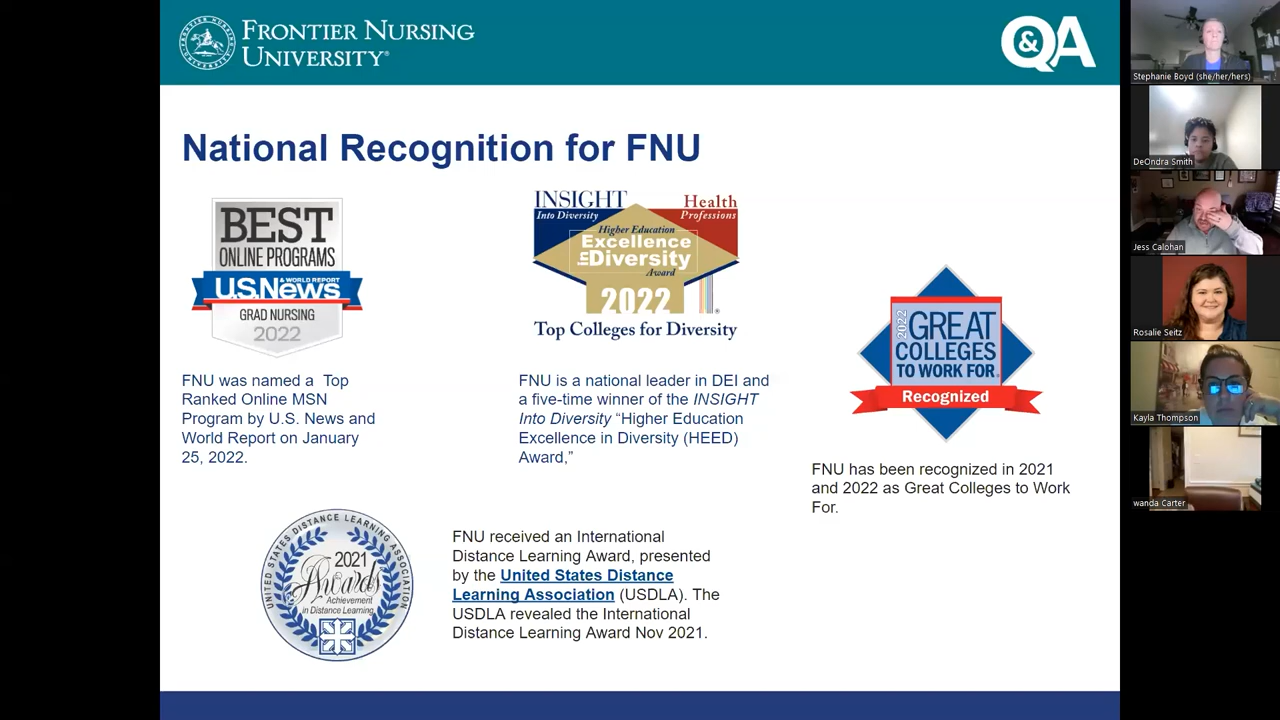 FRONTIER NURSING
UNIVERSITY®
Q&A
National Recognition for FNU
BEST
ONLINE PROGRAMS
U.S. News
& WORLD REPORT
GRAD NURSING
2022
FNU was named a Top
Ranked Online MSN
Program by U.S. News and
World Report on January
25, 2022.
INSIGHT
Into Diversity
Health
Professions
Higher Education
Excellence
in Diversity
Award
2022
Top Colleges for Diversity
FNU is a national leader in DEI and
a five-time winner of the INSIGHT
Into Diversity “Higher Education
Excellence in Diversity (HEED)
Award,”
2022
GREAT
COLLEGES
TO WORK FOR®
Recognized
FNU has been recognized in 2021
and 2022 as Great Colleges to Work
For.
UNITED STATES DISTANCE LEARNING ASSOCIATION
2021
Awards
Achievement
in Distance Learning
FNU received an International
Distance Learning Award, presented
by the United States Distance
Learning Association (USDLA). The
USDLA revealed the International
Distance Learning Award Nov 2021.
Stephanie Boyd (she/her/hers)
DeOndra Smith
Jess Calohan
Rosalie Seitz
Kayla Thompson
wanda Carter